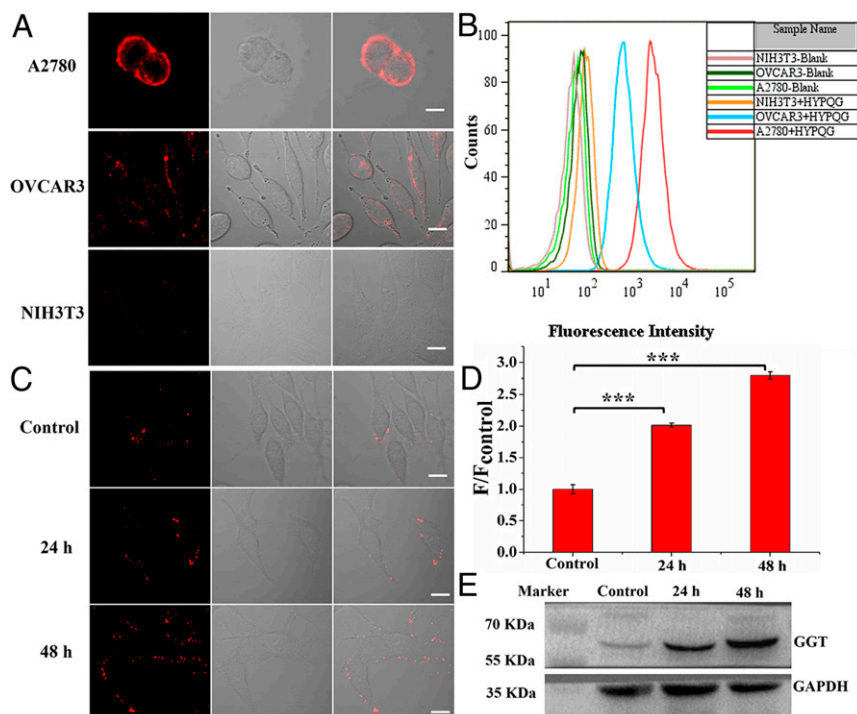 A
A2780
OVCAR3
NIH3T3
B
Counts
100
80
60
40
20
0
10¹ 10² 10³ 10⁴ 10⁵
Fluorescence Intensity
Sample Name
NIH3T3-Blank
OVCAR3-Blank
A2780-Blank
NIH3T3+HYPQG
OVCAR3+HYPQG
A2780+HYPQG
C
Control
24 h
48 h
D
F/Fcontrol
3.0
2.5
2.0
1.5
1.0
0.5
0.0
***
***
Control 24 h 48 h
E
Marker Control 24 h 48 h
70 KDa
GGT
55 KDa
35 KDa
GAPDH